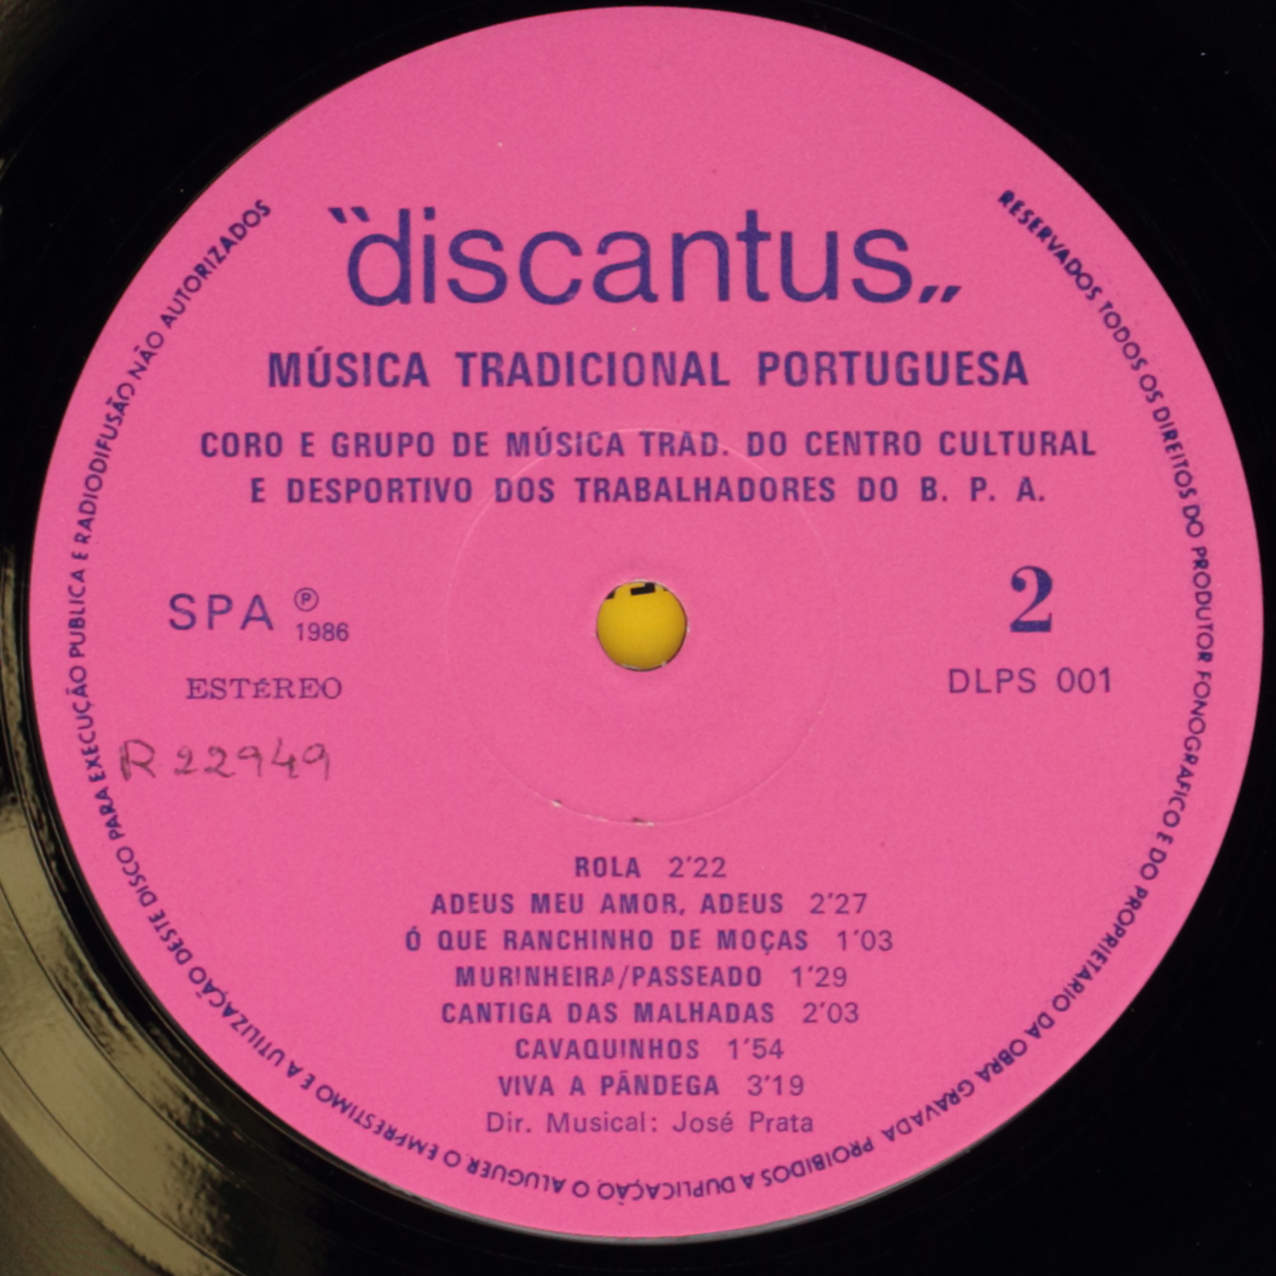 "discantus„
MÚSICA TRADICIONAL PORTUGUESA
CORO E GRUPO DE MÚSICA TRAD. DO CENTRO CULTURAL
E DESPORTIVO DOS TRABALHADORES DO B. P. A.
SPA Ⓟ 1986
ESTÉREO
2
DLPS 001
R 22949
ROLA 2'22
ADEUS MEU AMOR, ADEUS 2'27
Ó QUE RANCHINHO DE MOÇAS 1'03
MURINHEIRA/PASSEADO 1'29
CANTIGA DAS MALHADAS 2'03
CAVAQUINHOS 1'54
VIVA A PÂNDEGA 3'19
Dir. Musical: José Prata
RESERVADOS TODOS OS DIREITOS DO PRODUTOR FONOGRAFICO E DO PROPRIETARIO DA OBRA GRAVADA PROIBIDOS A DUPLICAÇÃO O ALUGUER O EMPRESTIMO E A UTILIZAÇÃO DESTE DISCO PARA EXECUÇÃO PUBLICA E RADIODIFUSÃO NÃO AUTORIZADOS